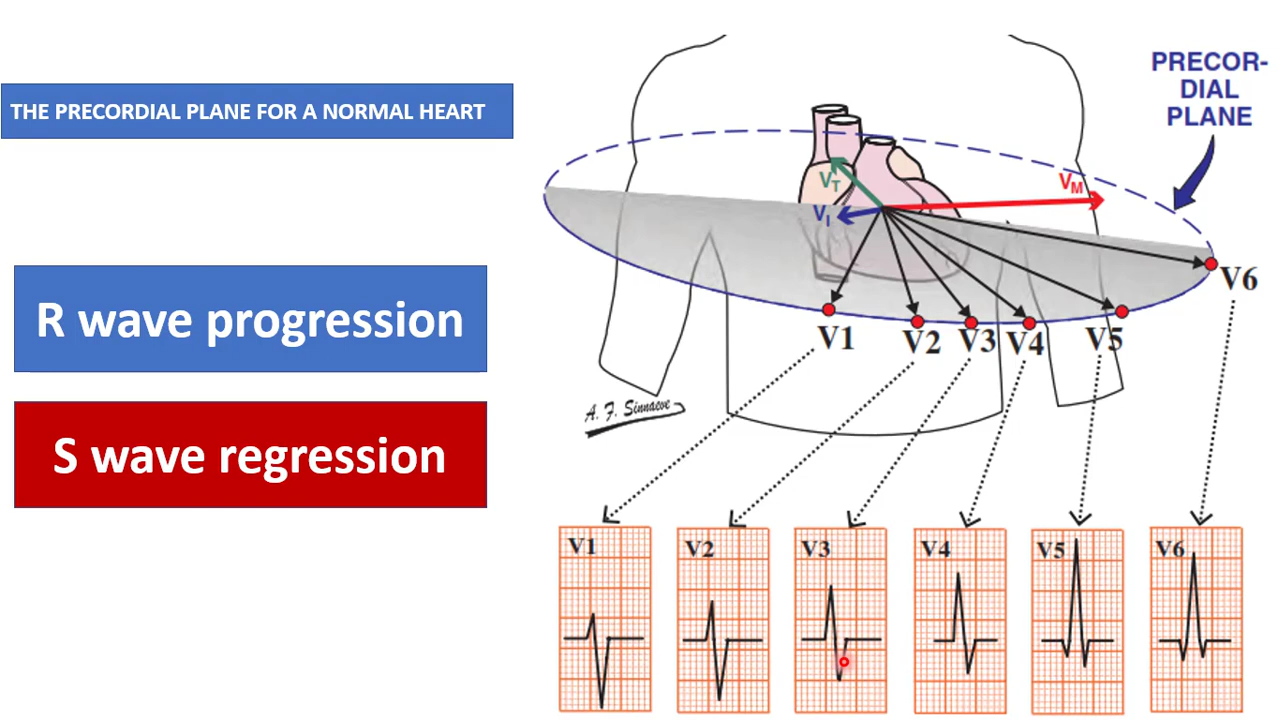 THE PRECORDIAL PLANE FOR A NORMAL HEART
R wave progression
S wave regression
PRECOR-
DIAL
PLANE
VT
VM
VI
V6
V1
V2
V3
V4
V5
A. F. Sinnaeve
V1
V2
V3
V4
V5
V6